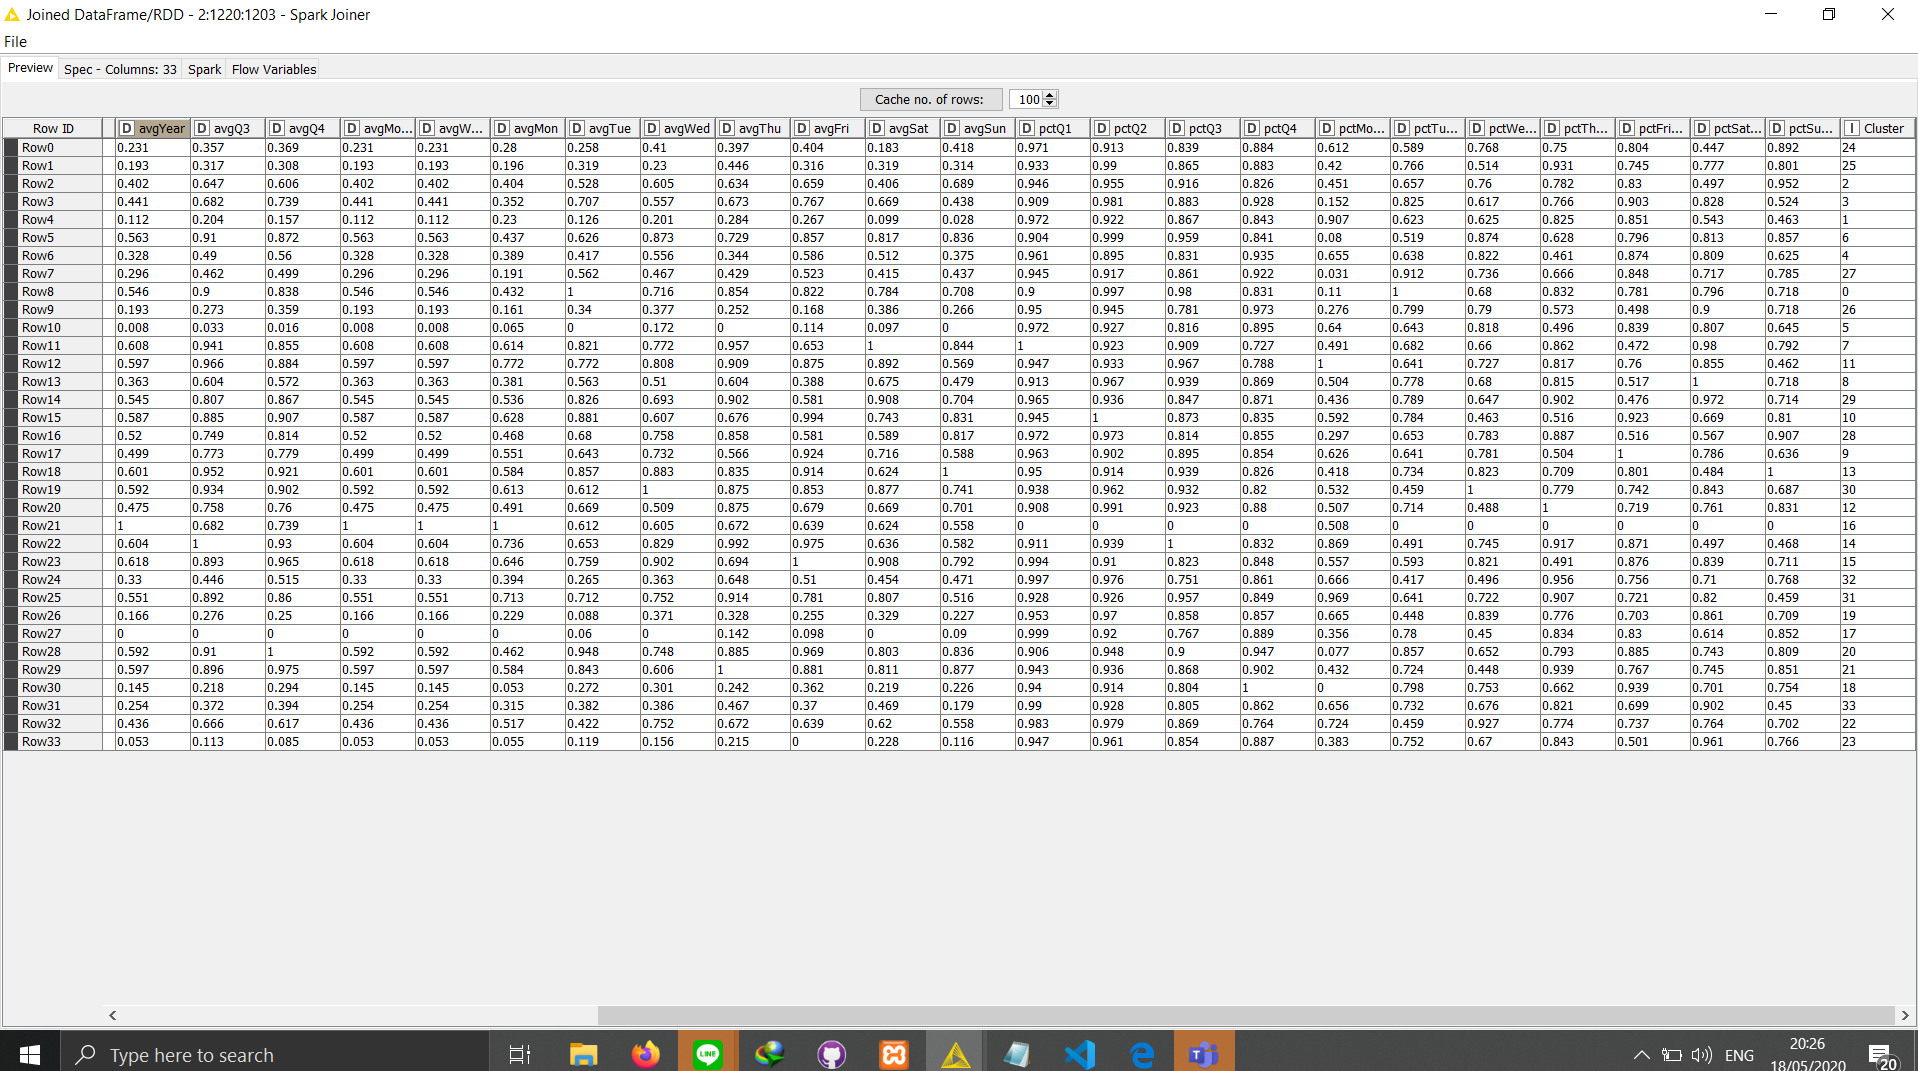 Joined DataFrame/RDD - 2:1220:1203 - Spark Joiner
File
Preview Spec - Columns: 33 Spark Flow Variables
Cache no. of rows: 100
Row ID D avgYear D avgQ3 D avgQ4 D avgMo... D avgW... D avgMon D avgTue D avgWed D avgThu D avgFri D avgSat D avgSun D pctQ1 D pctQ2 D pctQ3 D pctQ4 D pctMo... D pctTu... D pctWe... D pctTh... D pctFri... D pctSat... D pctSu... I Cluster
Row0 0.231 0.357 0.369 0.231 0.231 0.28 0.258 0.41 0.397 0.404 0.183 0.418 0.971 0.913 0.839 0.884 0.612 0.589 0.768 0.75 0.804 0.447 0.892 24
Row1 0.193 0.317 0.308 0.193 0.193 0.196 0.319 0.23 0.446 0.316 0.319 0.314 0.933 0.99 0.865 0.883 0.42 0.766 0.514 0.931 0.745 0.777 0.801 25
Row2 0.402 0.647 0.606 0.402 0.402 0.404 0.528 0.605 0.634 0.659 0.406 0.689 0.946 0.955 0.916 0.826 0.451 0.657 0.76 0.782 0.83 0.497 0.952 2
Row3 0.441 0.682 0.739 0.441 0.441 0.352 0.707 0.557 0.673 0.767 0.669 0.438 0.909 0.981 0.883 0.928 0.152 0.825 0.617 0.766 0.903 0.828 0.524 3
Row4 0.112 0.204 0.157 0.112 0.112 0.23 0.126 0.201 0.284 0.267 0.099 0.028 0.972 0.922 0.867 0.843 0.907 0.623 0.625 0.825 0.851 0.543 0.463 1
Row5 0.563 0.91 0.872 0.563 0.563 0.437 0.626 0.873 0.729 0.857 0.817 0.836 0.904 0.999 0.959 0.841 0.08 0.519 0.874 0.628 0.796 0.813 0.857 6
Row6 0.328 0.49 0.56 0.328 0.328 0.389 0.417 0.556 0.344 0.586 0.512 0.375 0.961 0.895 0.831 0.935 0.655 0.638 0.822 0.461 0.874 0.809 0.625 4
Row7 0.296 0.462 0.499 0.296 0.296 0.191 0.562 0.467 0.429 0.523 0.415 0.437 0.945 0.917 0.861 0.922 0.031 0.912 0.736 0.666 0.848 0.717 0.785 27
Row8 0.546 0.9 0.838 0.546 0.546 0.432 1 0.716 0.854 0.822 0.784 0.708 0.9 0.997 0.98 0.831 0.11 1 0.68 0.832 0.781 0.796 0.718 0
Row9 0.193 0.273 0.359 0.193 0.193 0.161 0.34 0.377 0.252 0.168 0.386 0.266 0.95 0.945 0.781 0.973 0.276 0.799 0.79 0.573 0.498 0.9 0.718 26
Row10 0.008 0.033 0.016 0.008 0.008 0.065 0 0.172 0 0.114 0.097 0 0.972 0.927 0.816 0.895 0.64 0.643 0.818 0.496 0.839 0.807 0.645 5
Row11 0.608 0.941 0.855 0.608 0.608 0.614 0.821 0.772 0.957 0.653 1 0.844 1 0.923 0.909 0.727 0.491 0.682 0.66 0.862 0.472 0.98 0.792 7
Row12 0.597 0.966 0.884 0.597 0.597 0.772 0.772 0.808 0.909 0.875 0.892 0.569 0.947 0.933 0.967 0.788 1 0.641 0.727 0.817 0.76 0.855 0.462 11
Row13 0.363 0.604 0.572 0.363 0.363 0.381 0.563 0.51 0.604 0.388 0.675 0.479 0.913 0.967 0.939 0.869 0.504 0.778 0.68 0.815 0.517 1 0.718 8
Row14 0.545 0.807 0.867 0.545 0.545 0.536 0.826 0.693 0.902 0.581 0.908 0.704 0.965 0.936 0.847 0.871 0.436 0.789 0.647 0.902 0.476 0.972 0.714 29
Row15 0.587 0.885 0.907 0.587 0.587 0.628 0.881 0.607 0.676 0.994 0.743 0.831 0.945 1 0.873 0.835 0.592 0.784 0.463 0.516 0.923 0.669 0.81 10
Row16 0.52 0.749 0.814 0.52 0.52 0.468 0.68 0.758 0.858 0.581 0.589 0.817 0.972 0.973 0.814 0.855 0.297 0.653 0.783 0.887 0.516 0.567 0.907 28
Row17 0.499 0.773 0.779 0.499 0.499 0.551 0.643 0.732 0.566 0.924 0.716 0.588 0.963 0.902 0.895 0.854 0.626 0.641 0.781 0.504 1 0.786 0.636 9
Row18 0.601 0.952 0.921 0.601 0.601 0.584 0.857 0.883 0.835 0.914 0.624 1 0.95 0.914 0.939 0.826 0.418 0.734 0.823 0.709 0.801 0.484 1 13
Row19 0.592 0.934 0.902 0.592 0.592 0.613 0.612 1 0.875 0.853 0.877 0.741 0.938 0.962 0.932 0.82 0.532 0.459 1 0.779 0.742 0.843 0.687 30
Row20 0.475 0.758 0.76 0.475 0.475 0.491 0.669 0.509 0.875 0.679 0.669 0.701 0.908 0.991 0.923 0.88 0.507 0.714 0.488 1 0.719 0.761 0.831 12
Row21 1 0.682 0.739 1 1 1 0.612 0.605 0.672 0.639 0.624 0.558 0 0 0 0 0.508 0 0 0 0 0 0 16
Row22 0.604 1 0.93 0.604 0.604 0.736 0.653 0.829 0.992 0.975 0.636 0.582 0.911 0.939 1 0.832 0.869 0.491 0.745 0.917 0.871 0.497 0.468 14
Row23 0.618 0.893 0.965 0.618 0.618 0.646 0.759 0.902 0.694 1 0.908 0.792 0.994 0.91 0.823 0.848 0.557 0.593 0.821 0.491 0.876 0.839 0.711 15
Row24 0.33 0.446 0.515 0.33 0.33 0.394 0.265 0.363 0.648 0.51 0.454 0.471 0.997 0.976 0.751 0.861 0.666 0.417 0.496 0.956 0.756 0.71 0.768 32
Row25 0.551 0.892 0.86 0.551 0.551 0.713 0.712 0.752 0.914 0.781 0.807 0.516 0.928 0.926 0.957 0.849 0.969 0.641 0.722 0.907 0.721 0.82 0.459 31
Row26 0.166 0.276 0.25 0.166 0.166 0.229 0.088 0.371 0.328 0.255 0.329 0.227 0.953 0.97 0.858 0.857 0.665 0.448 0.839 0.776 0.703 0.861 0.709 19
Row27 0 0 0 0 0 0 0.06 0 0.142 0.098 0 0.09 0.999 0.92 0.767 0.889 0.356 0.78 0.45 0.834 0.83 0.614 0.852 17
Row28 0.592 0.91 1 0.592 0.592 0.462 0.948 0.748 0.885 0.969 0.803 0.836 0.906 0.948 0.9 0.947 0.077 0.857 0.652 0.793 0.885 0.743 0.809 20
Row29 0.597 0.896 0.975 0.597 0.597 0.584 0.843 0.606 1 0.881 0.811 0.877 0.943 0.936 0.868 0.902 0.432 0.724 0.448 0.939 0.767 0.745 0.851 21
Row30 0.145 0.218 0.294 0.145 0.145 0.053 0.272 0.301 0.242 0.362 0.219 0.226 0.94 0.914 0.804 1 0 0.798 0.753 0.662 0.939 0.701 0.754 18
Row31 0.254 0.372 0.394 0.254 0.254 0.315 0.382 0.386 0.467 0.37 0.469 0.179 0.99 0.928 0.805 0.862 0.656 0.732 0.676 0.821 0.699 0.902 0.45 33
Row32 0.436 0.666 0.617 0.436 0.436 0.517 0.422 0.752 0.672 0.639 0.62 0.558 0.983 0.979 0.869 0.764 0.724 0.459 0.927 0.774 0.737 0.764 0.702 22
Row33 0.053 0.113 0.085 0.053 0.053 0.055 0.119 0.156 0.215 0 0.228 0.116 0.947 0.961 0.854 0.887 0.383 0.752 0.67 0.843 0.501 0.961 0.766 23
Type here to search
LINE
ENG
20:26
18/05/2020
20